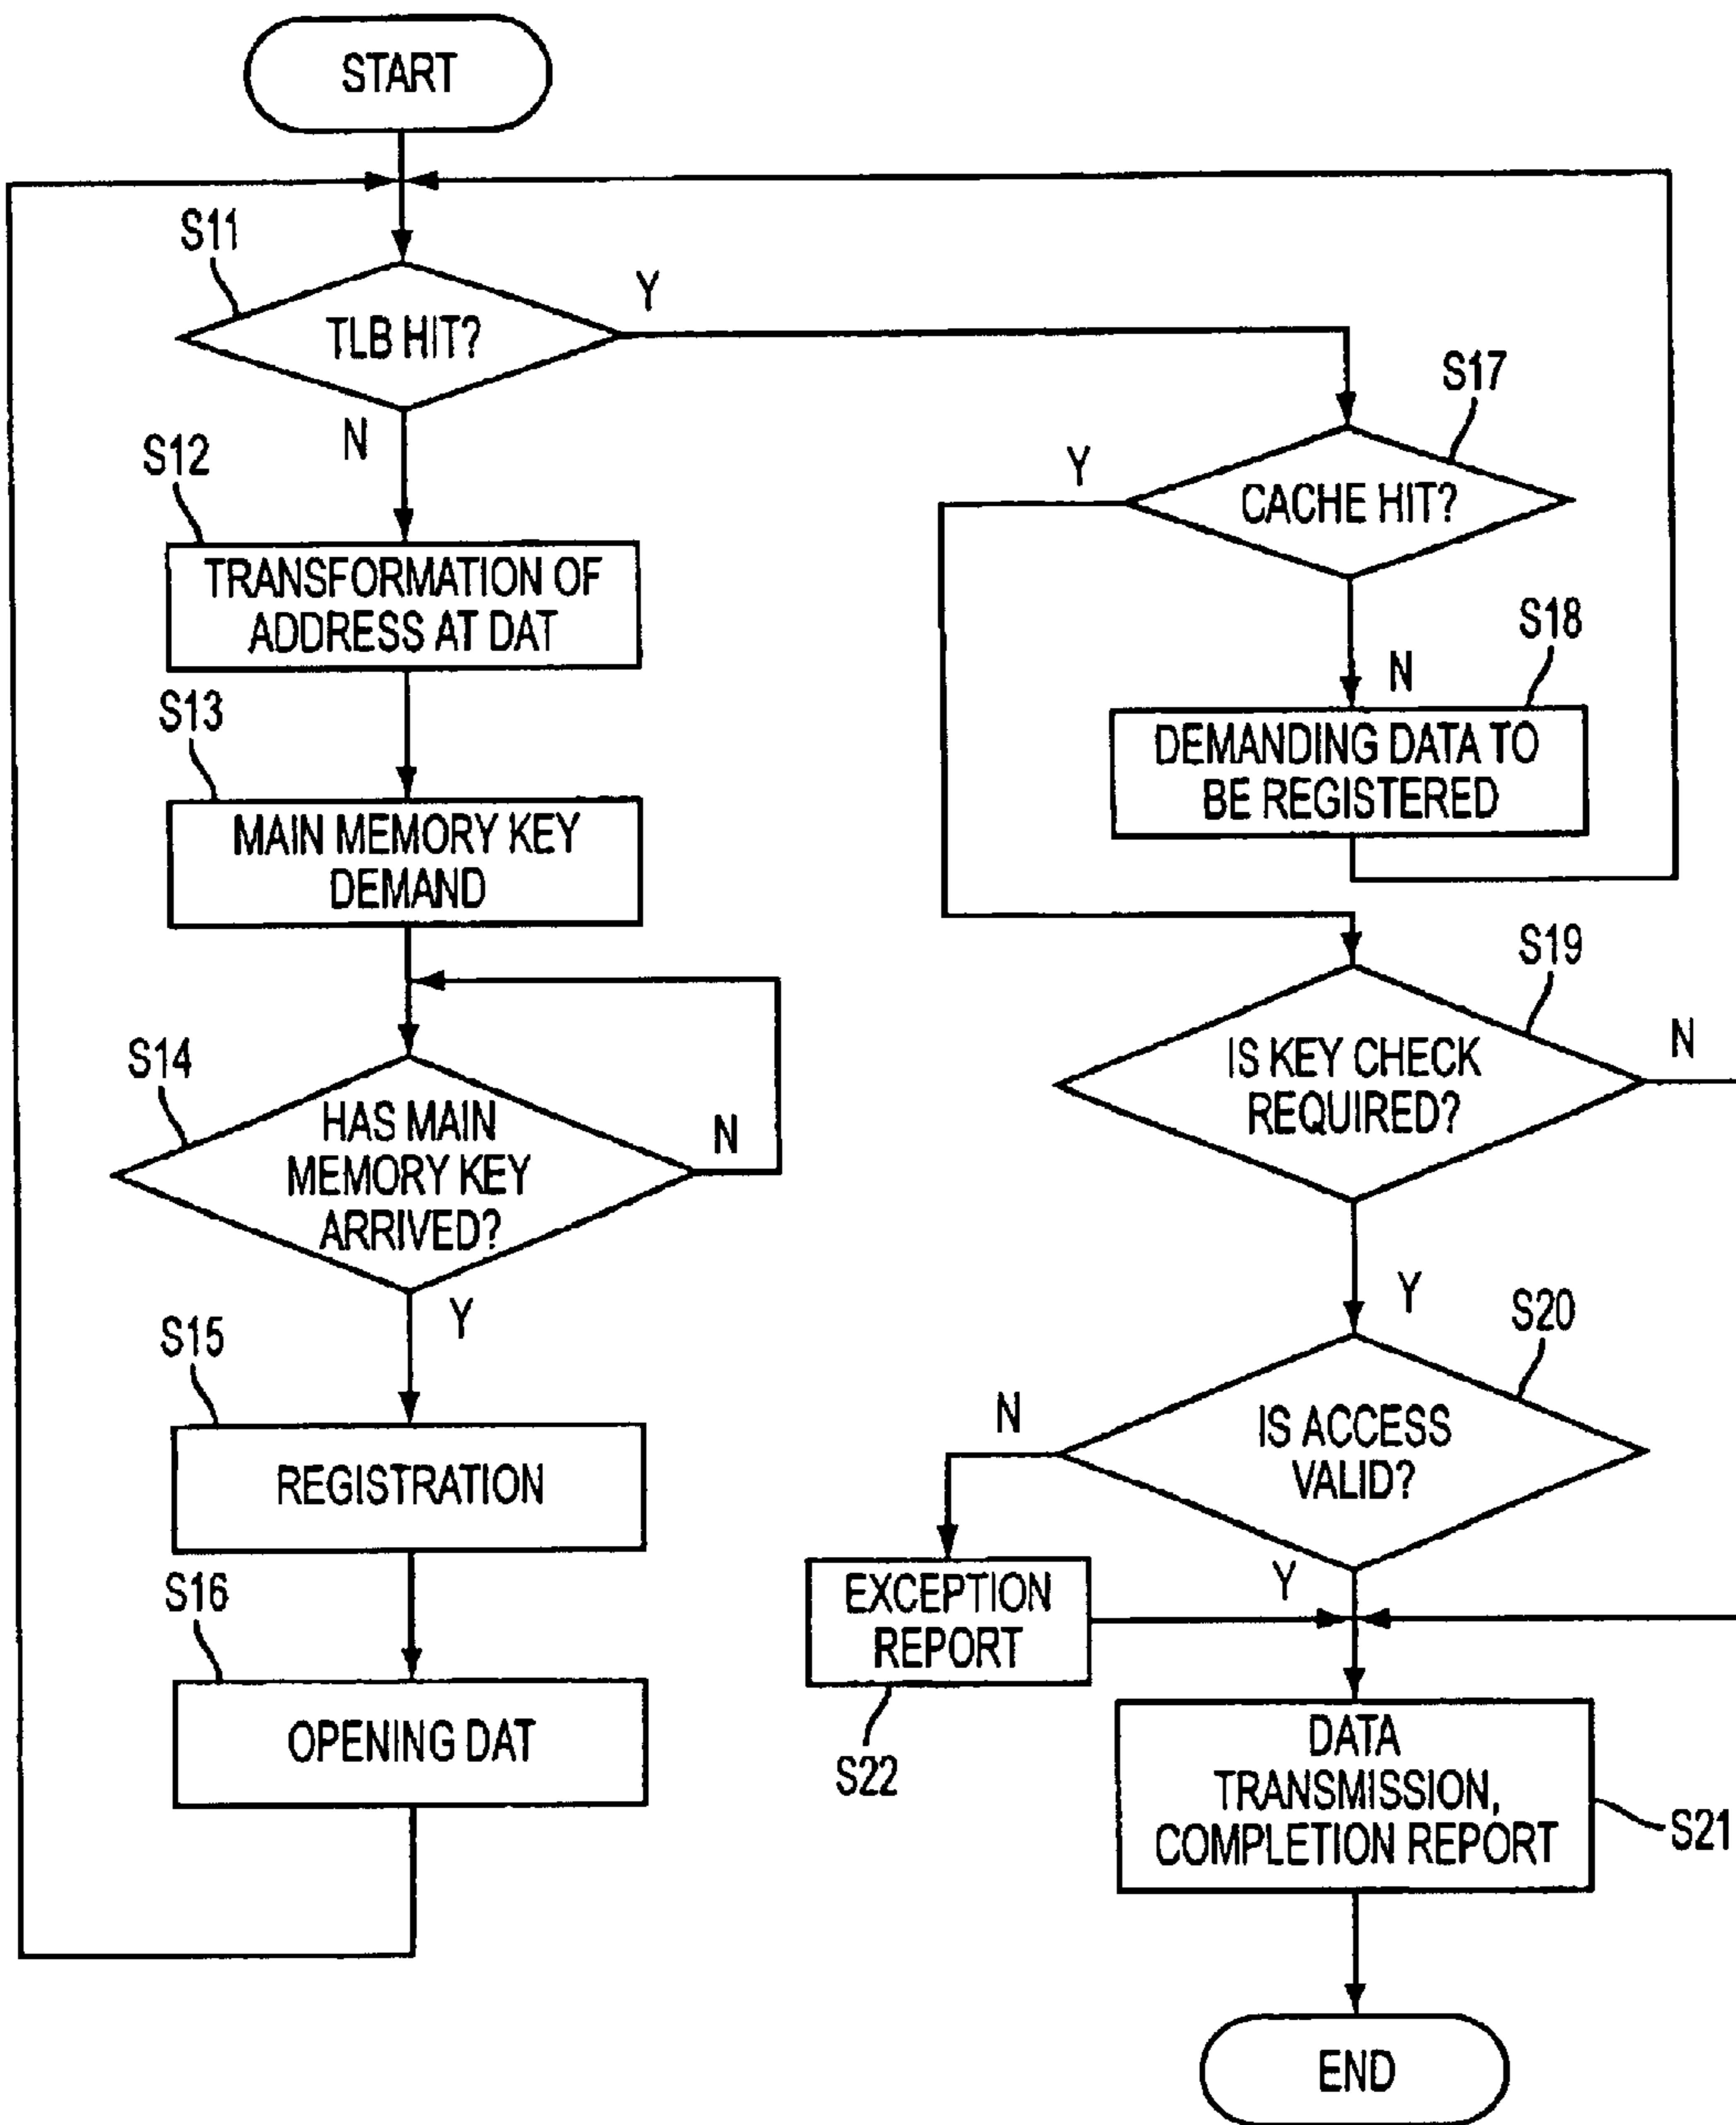 START
S11
TLB HIT?
Y
N
S12
TRANSFORMATION OF
ADDRESS AT DAT
S13
MAIN MEMORY KEY
DEMAND
S14
HAS MAIN
MEMORY KEY
ARRIVED?
N
Y
S15
REGISTRATION
S16
OPENING DAT
S17
Y
CACHE HIT?
S18
N
DEMANDING DATA TO
BE REGISTERED
S19
IS KEY CHECK
REQUIRED?
N
Y
S20
N
IS ACCESS
VALID?
Y
EXCEPTION
REPORT
S22
DATA
TRANSMISSION,
COMPLETION REPORT
S21
END